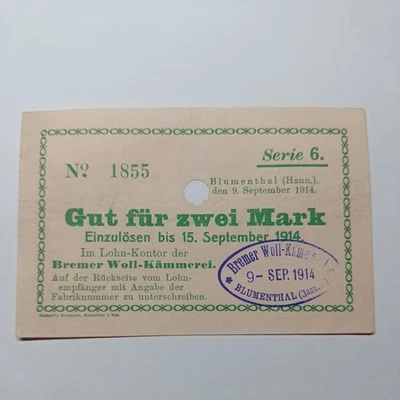 Serie 6.
No. 1855
Blumenthal (Hann.),
den 9. September 1914.
Gut für zwei Mark
Einzulösen bis 15. September 1914
Im Lohn-Kontor der
Bremer Woll-Kämmerei.
Auf der Rückseite vom Lohn-
empfänger mit Angabe der
Fabriknummer zu unterschreiben.
* Bremer Woll-Kämmerei
9- SEP. 1914
BLUMENTHAL